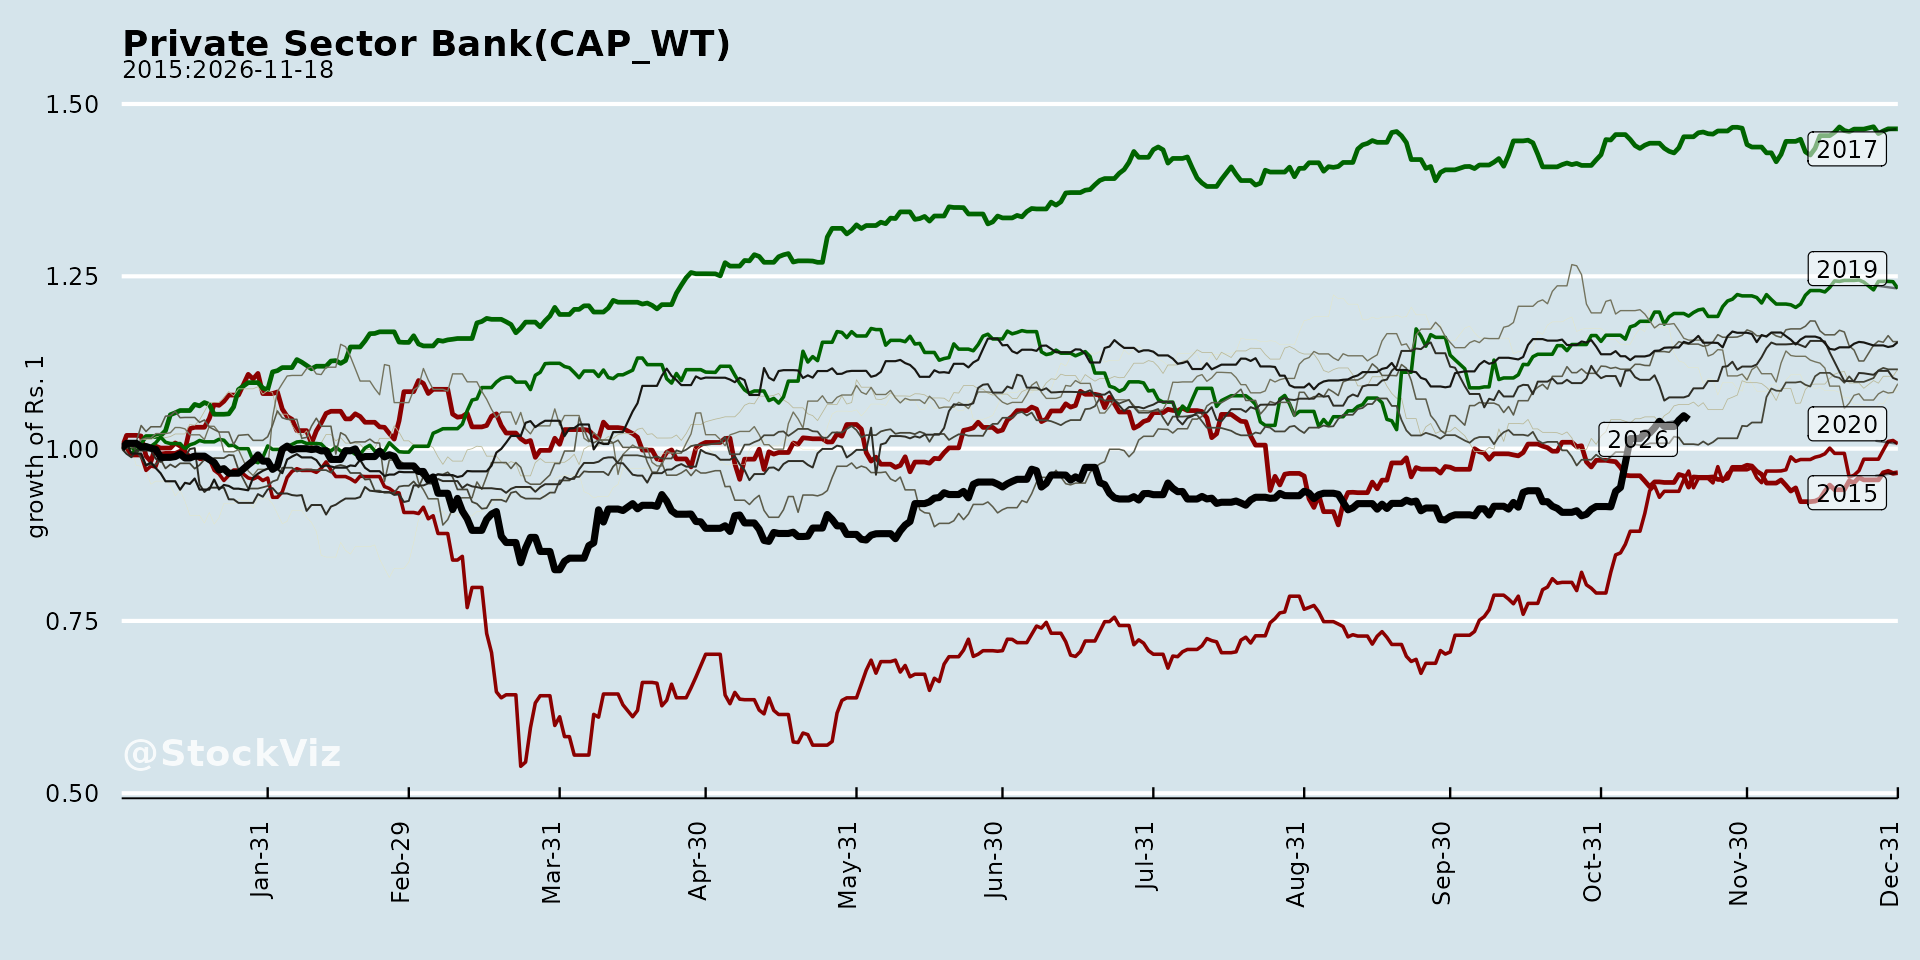 Private Sector Bank(CAP_WT)
2015:2026-11-18
growth of Rs. 1
1.50
1.25
1.00
0.75
0.50
2017
2019
2020
2026
2015
@StockViz
Jan-31
Feb-29
Mar-31
Apr-30
May-31
Jun-30
Jul-31
Aug-31
Sep-30
Oct-31
Nov-30
Dec-31